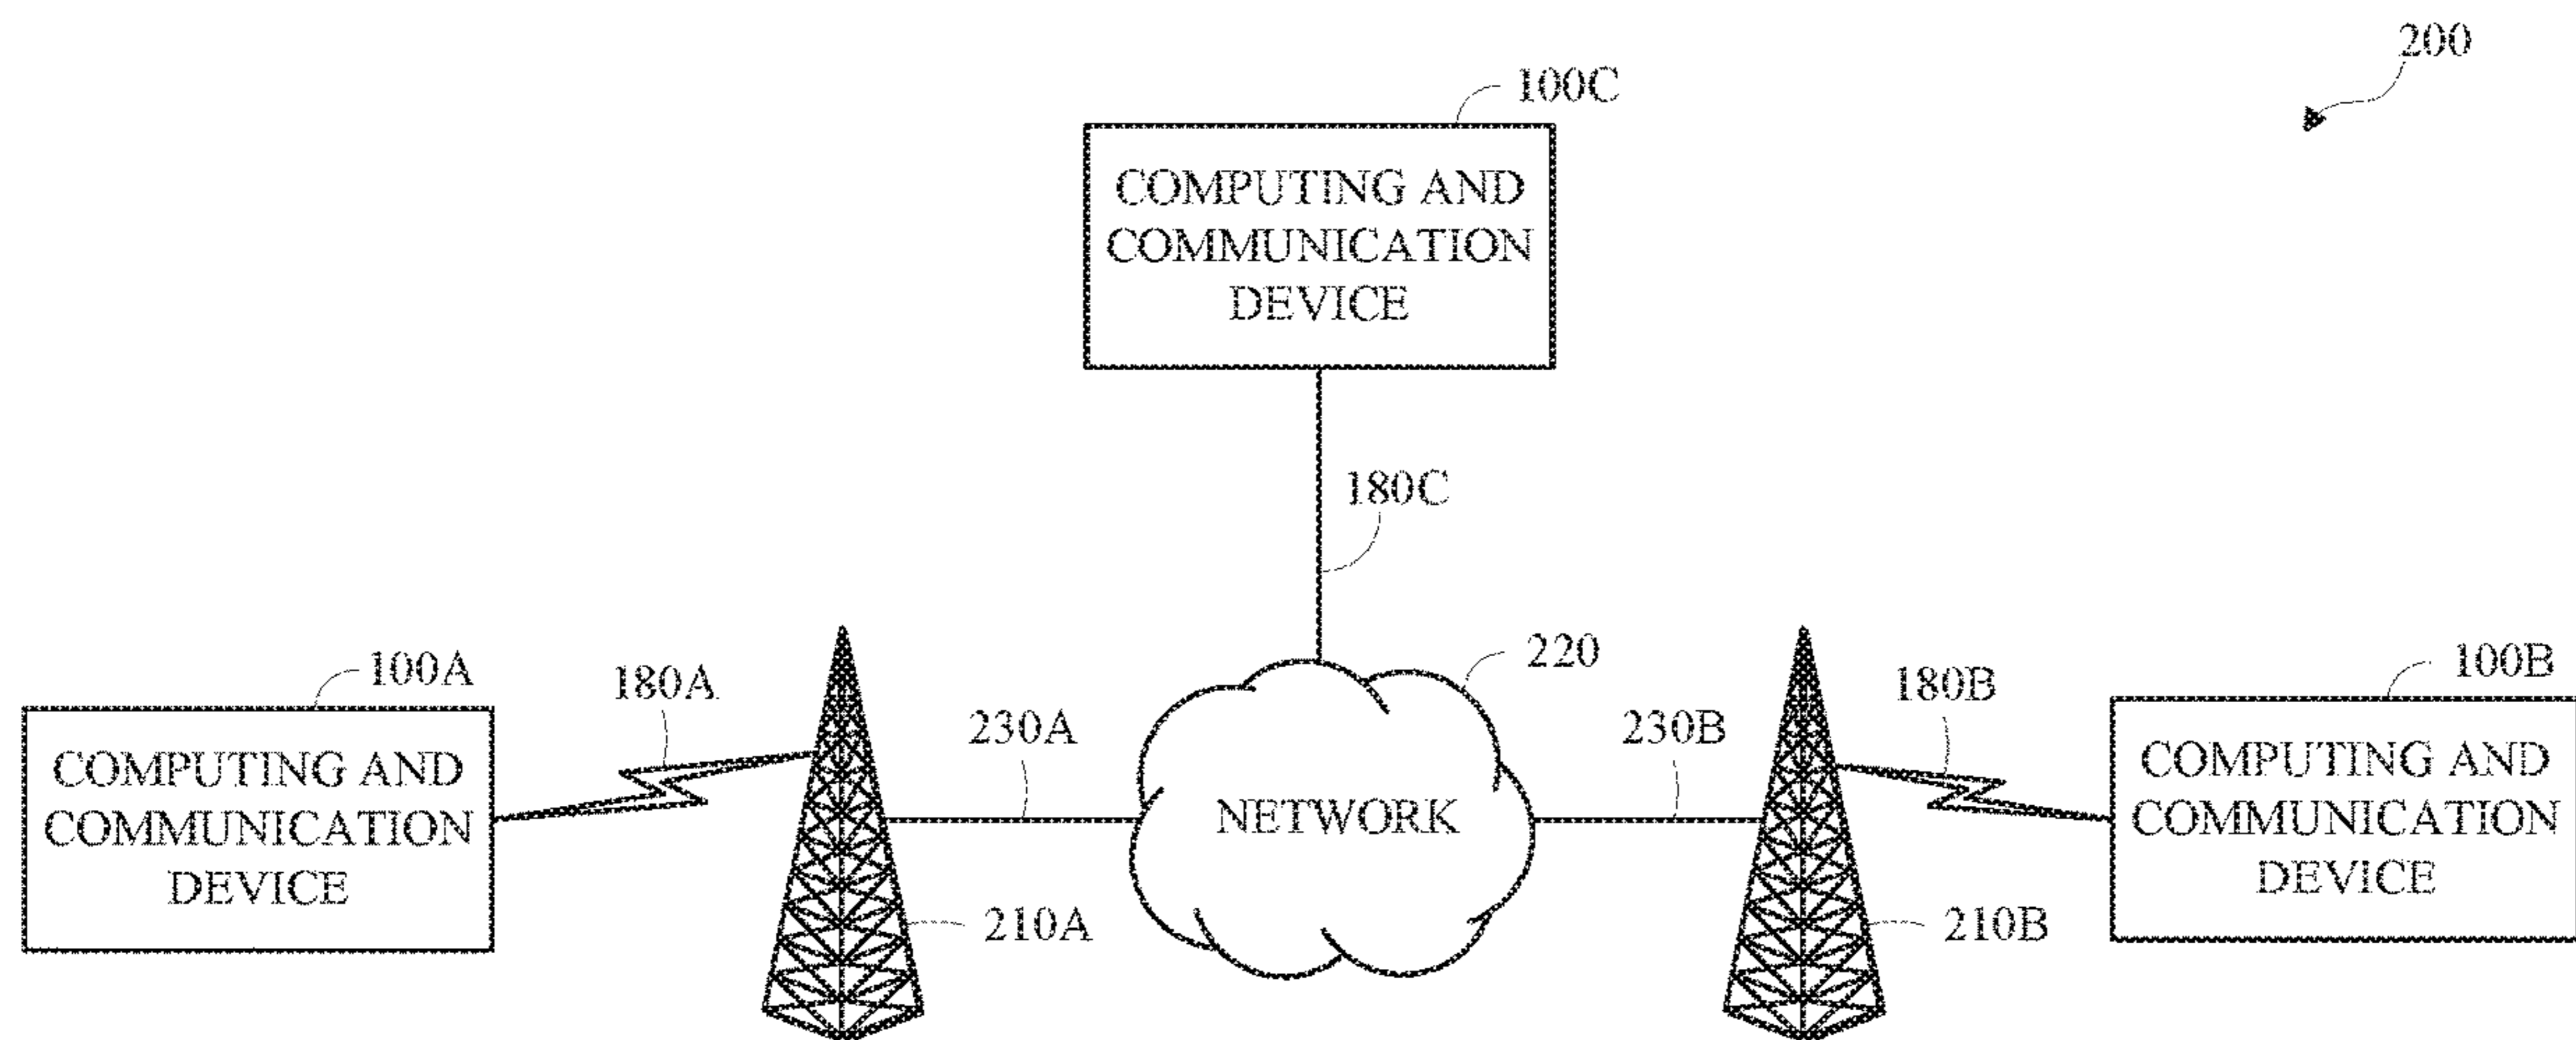 200
100C
COMPUTING AND
COMMUNICATION
DEVICE
180C
220
100A
180A
230A
230B
180B
100B
COMPUTING AND
COMMUNICATION
DEVICE
NETWORK
COMPUTING AND
COMMUNICATION
DEVICE
210A
210B